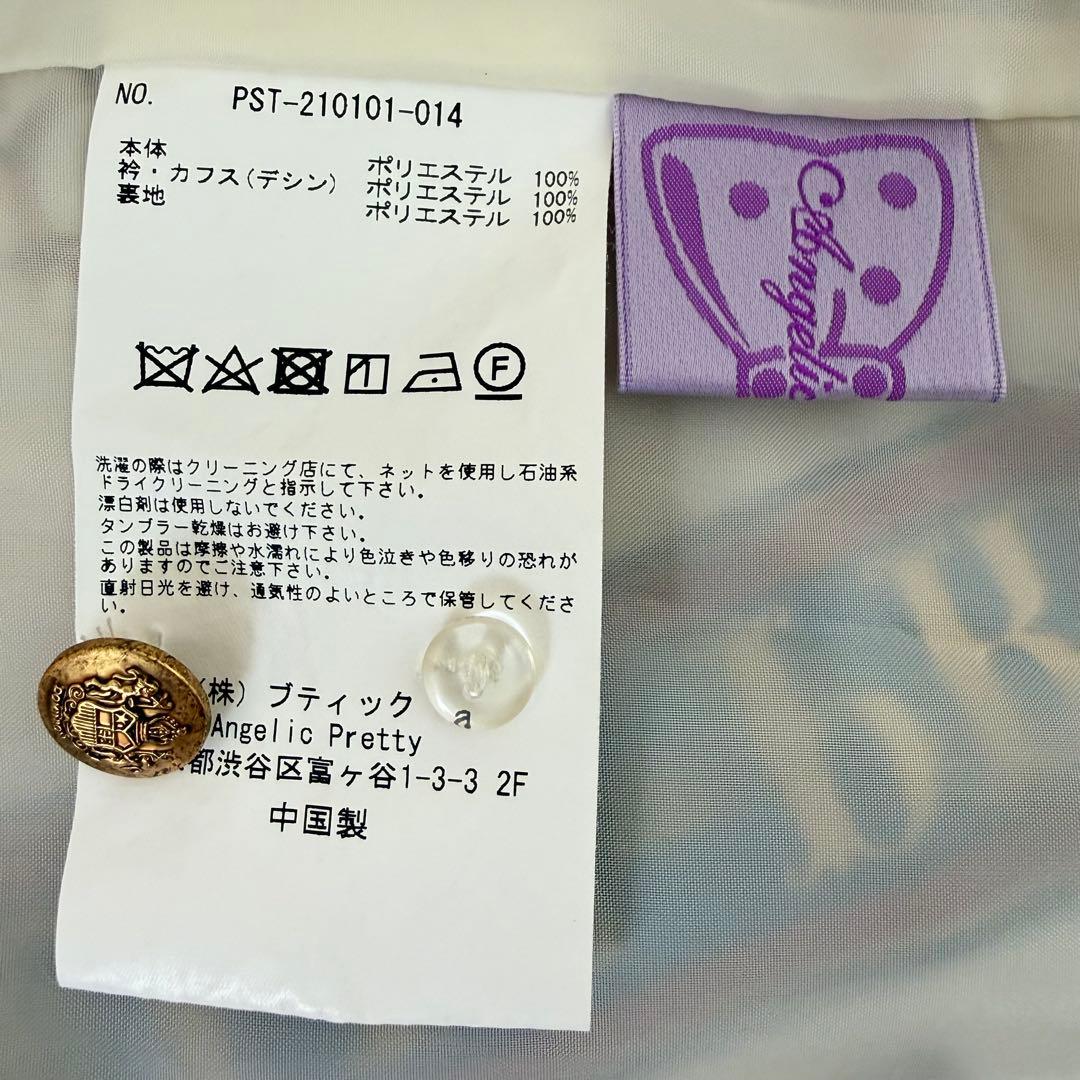 NO. PST-210101-014
本体 ポリエステル 100%
衿・カフス(デシン) ポリエステル 100%
裏地 ポリエステル 100%
F
洗濯の際はクリーニング店にて、ネットを使用し石油系
ドライクリーニングと指示して下さい。
漂白剤は使用しないでください。
タンブラー乾燥はお避け下さい。
この製品は摩擦や水濡れにより色泣きや色移りの恐れが
ありますのでご注意下さい。
直射日光を避け、通気性のよいところで保管してくださ
い。
(株) ブティック a
Angelic Pretty
都渋谷区富ヶ谷1-3-3 2F
中国製
Angelic